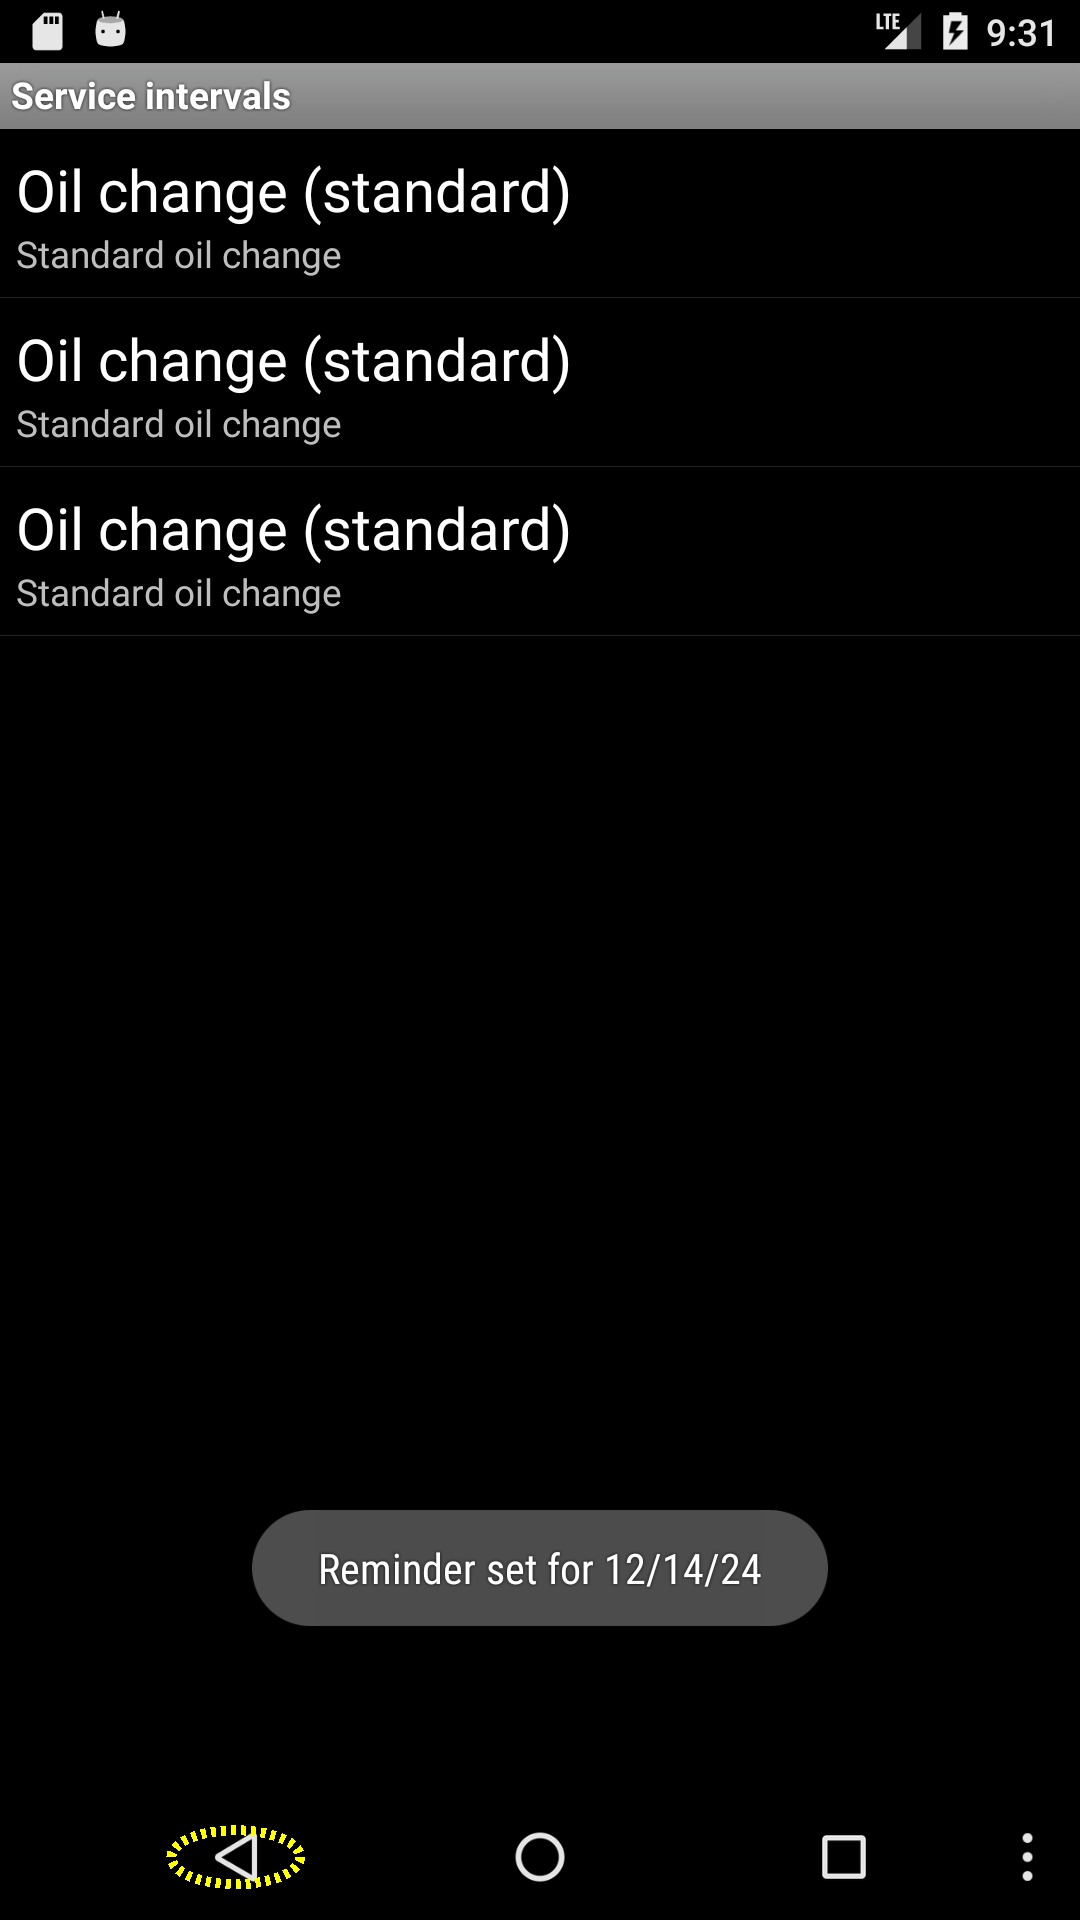 LTE 9:31
Service intervals
Oil change (standard)
Standard oil change
Oil change (standard)
Standard oil change
Oil change (standard)
Standard oil change
Reminder set for 12/14/24